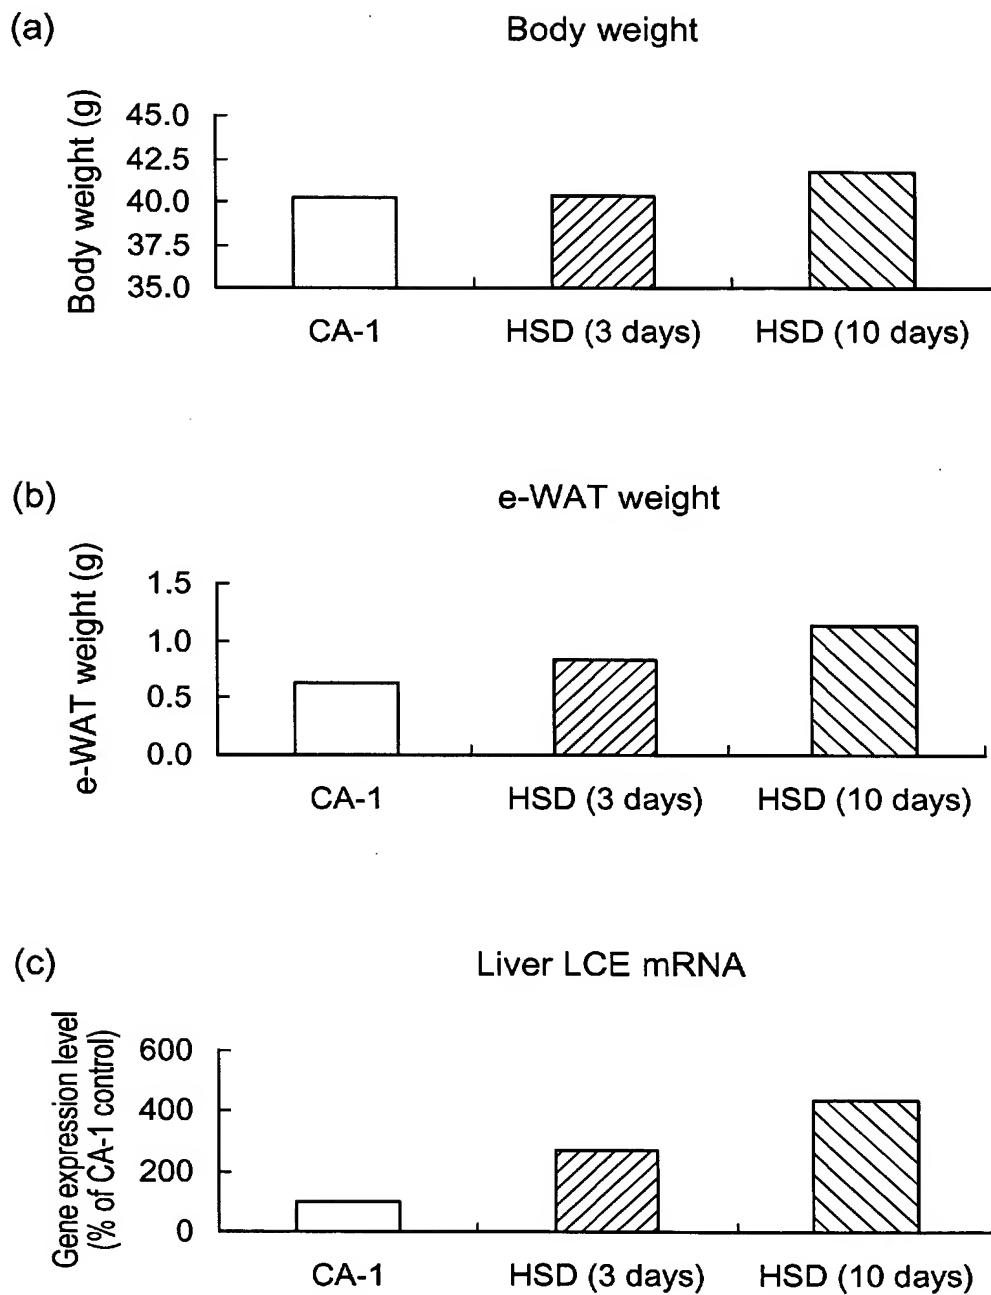 (a)
Body weight
Body weight (g)
45.0
42.5
40.0
37.5
35.0
CA-1
HSD (3 days)
HSD (10 days)
(b)
e-WAT weight
e-WAT weight (g)
1.5
1.0
0.5
0.0
CA-1
HSD (3 days)
HSD (10 days)
(c)
Liver LCE mRNA
Gene expression level
(% of CA-1 control)
600
400
200
0
CA-1
HSD (3 days)
HSD (10 days)